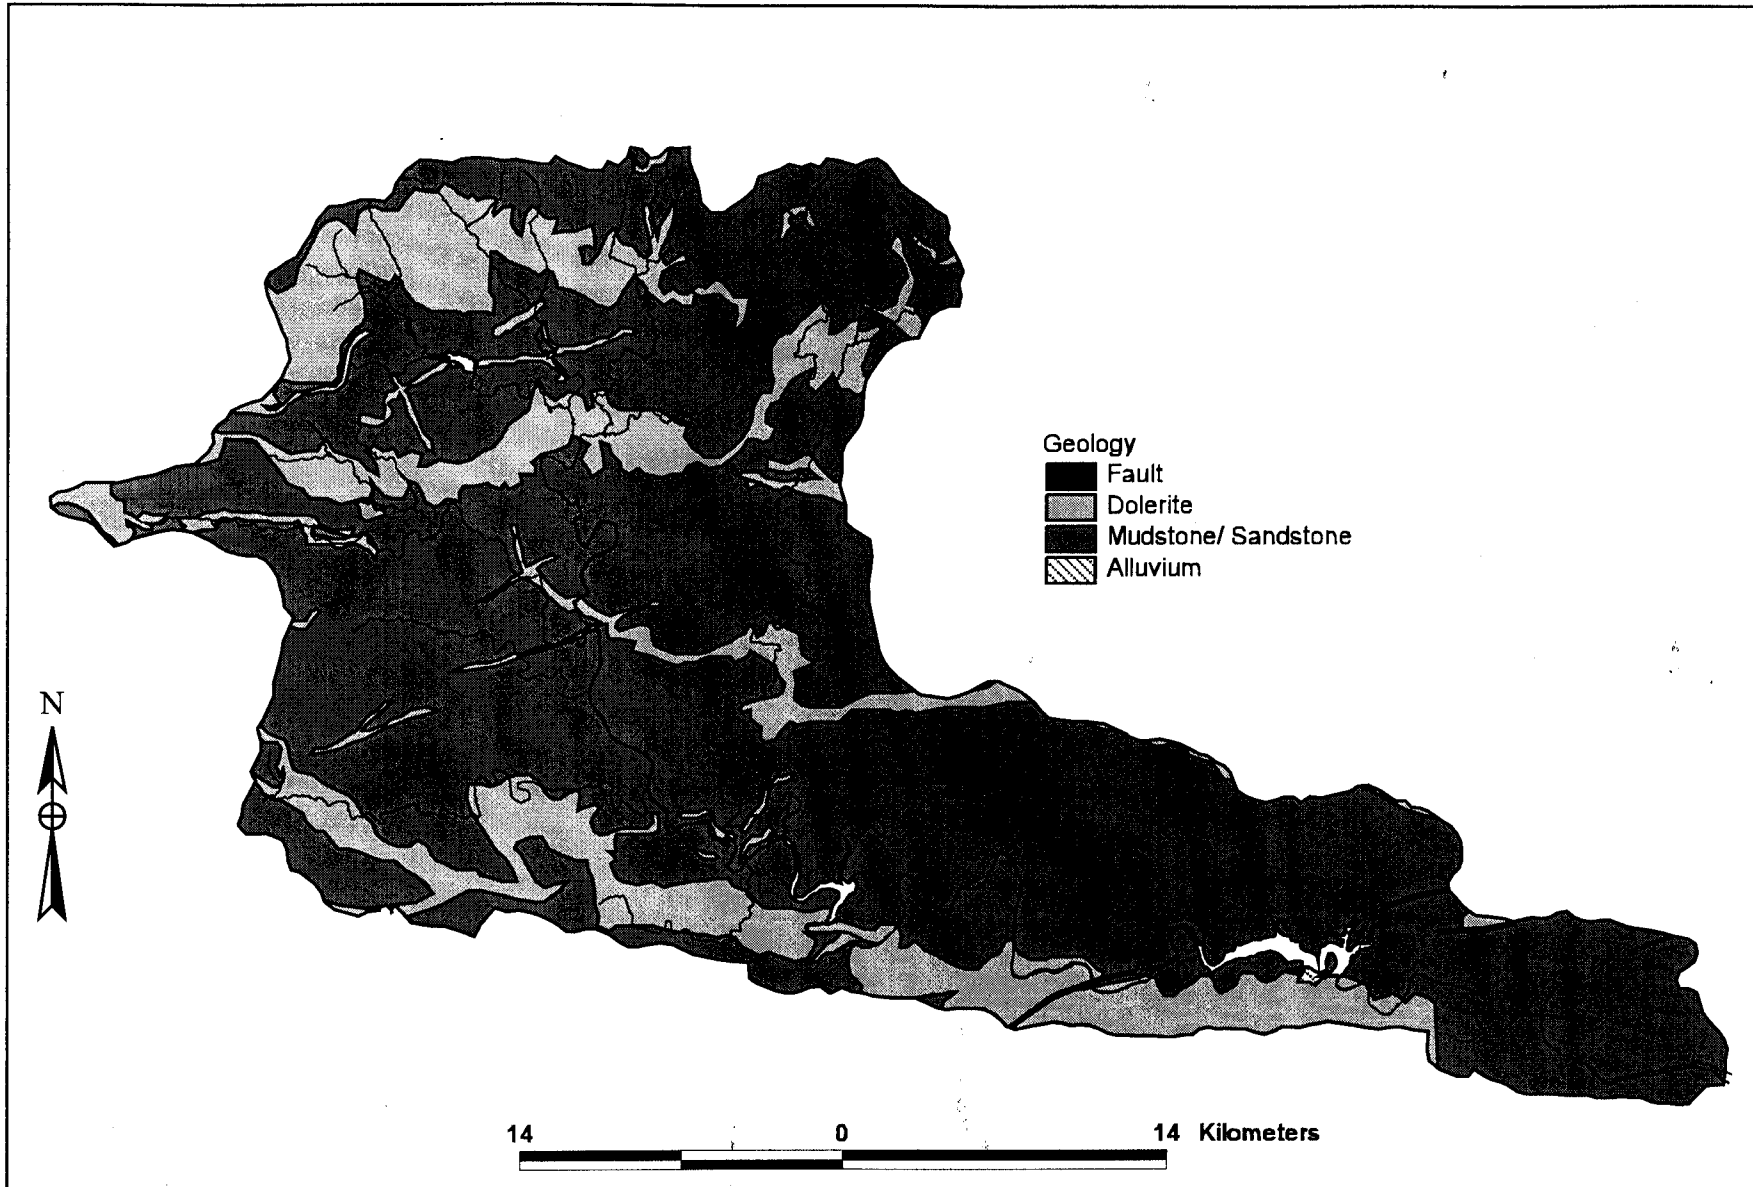 Geology
Fault
Dolerite
Mudstone/ Sandstone
Alluvium
N
14 0 14 Kilometers